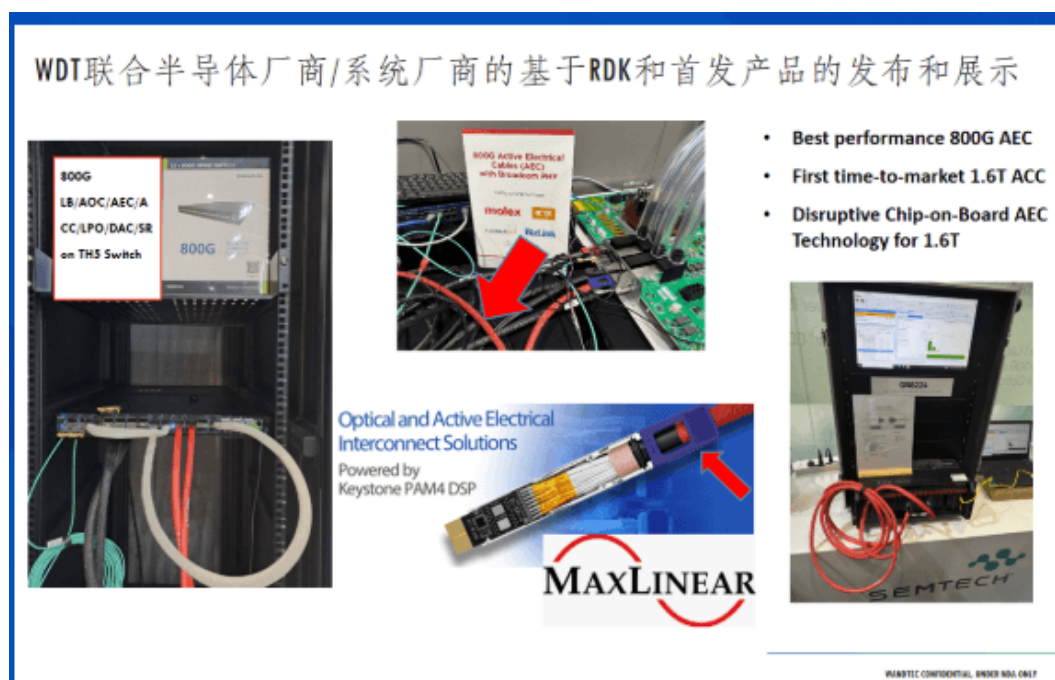 WDT联合半导体厂商/系统厂商的基于RDK和首发产品的发布和展示
800G
LB/AOC/AEC/A
CC/LPO/DAC/SR
on TH5 Switch
800G
800G Active Electrical
Cables (AEC)
with Broadcom PHY
molex
• Best performance 800G AEC
• First time-to-market 1.6T ACC
• Disruptive Chip-on-Board AEC
Technology for 1.6T
Optical and Active Electrical
Interconnect Solutions
Powered by
Keystone PAM4 DSP
MAXLINEAR
SEMTECH
WANDTEC CONFIDENTIAL, UNDER NDA ONLY